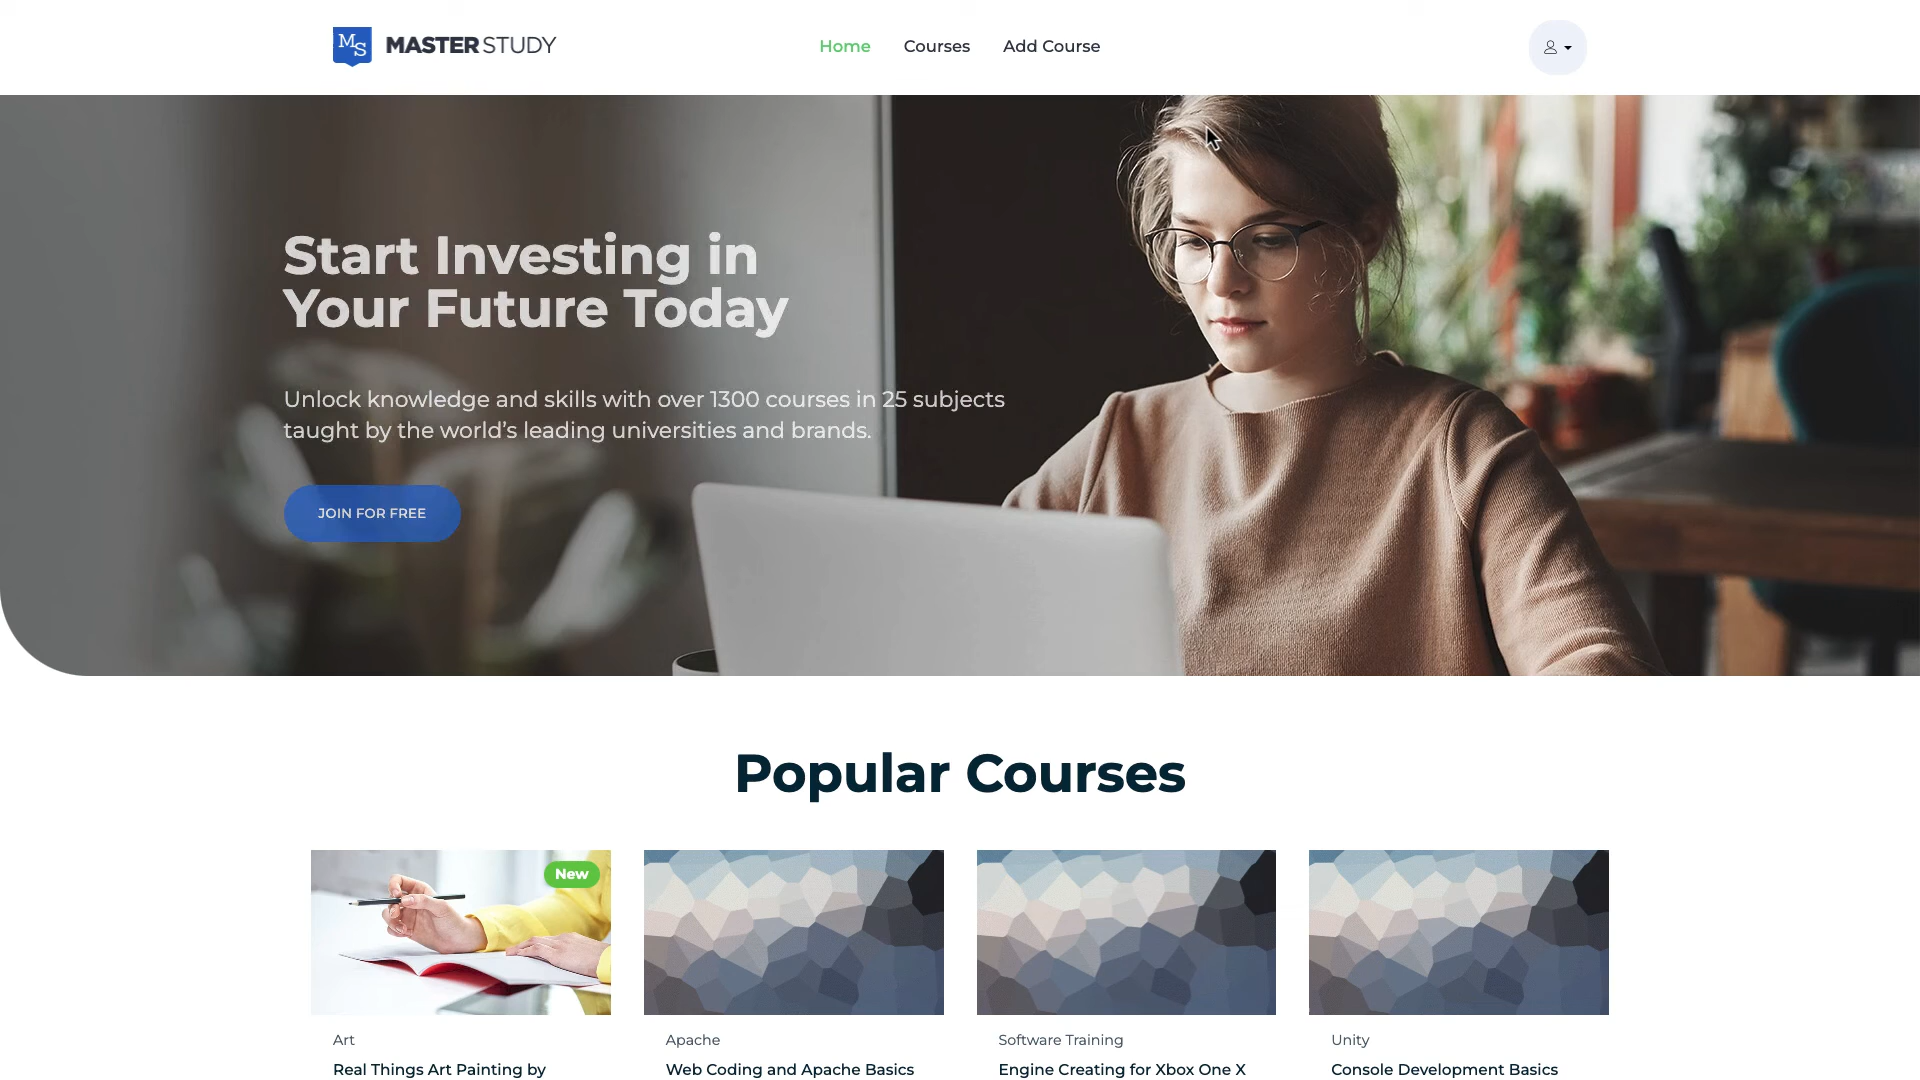 MS MASTERSTUDY
Home Courses Add Course
Start Investing in
Your Future Today
Unlock knowledge and skills with over 1300 courses in 25 subjects
taught by the world’s leading universities and brands.
JOIN FOR FREE
Popular Courses
New
Art
Real Things Art Painting by
Apache
Web Coding and Apache Basics
Software Training
Engine Creating for Xbox One X
Unity
Console Development Basics